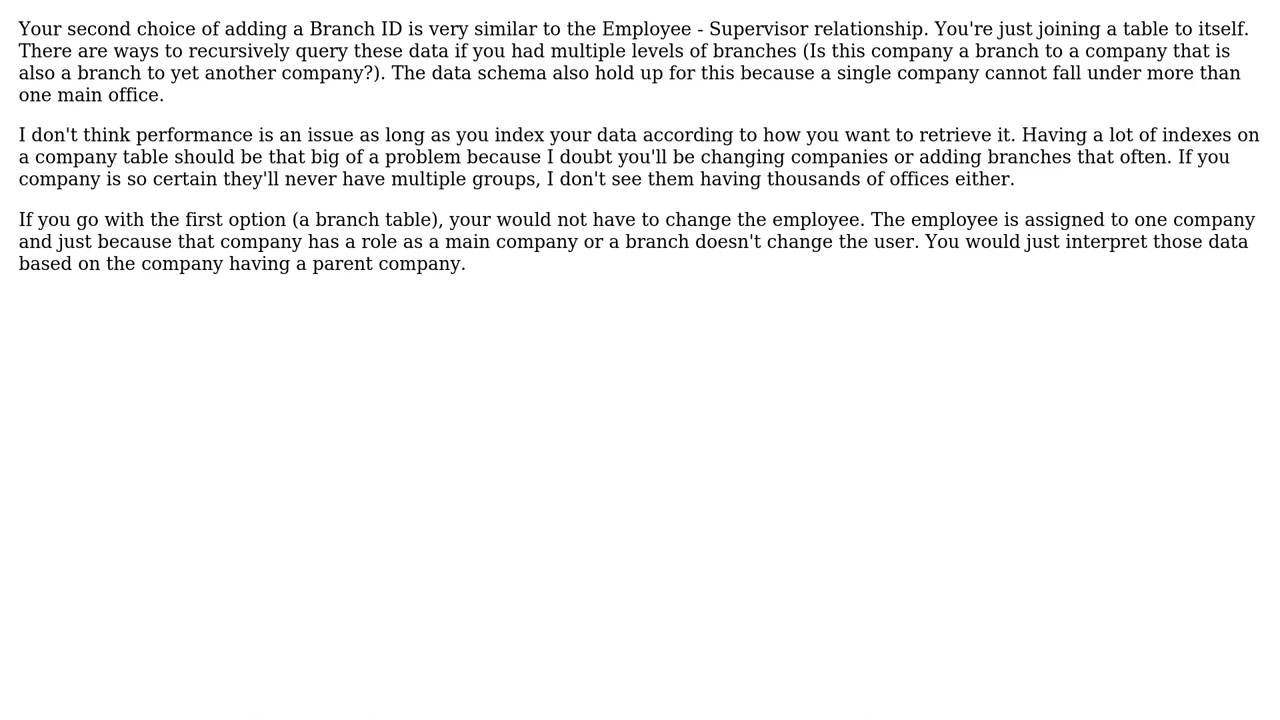 Your second choice of adding a Branch ID is very similar to the Employee - Supervisor relationship. You're just joining a table to itself.
There are ways to recursively query these data if you had multiple levels of branches (Is this company a branch to a company that is
also a branch to yet another company?). The data schema also hold up for this because a single company cannot fall under more than
one main office.
I don't think performance is an issue as long as you index your data according to how you want to retrieve it. Having a lot of indexes on
a company table should be that big of a problem because I doubt you'll be changing companies or adding branches that often. If you
company is so certain they'll never have multiple groups, I don't see them having thousands of offices either.
If you go with the first option (a branch table), your would not have to change the employee. The employee is assigned to one company
and just because that company has a role as a main company or a branch doesn't change the user. You would just interpret those data
based on the company having a parent company.